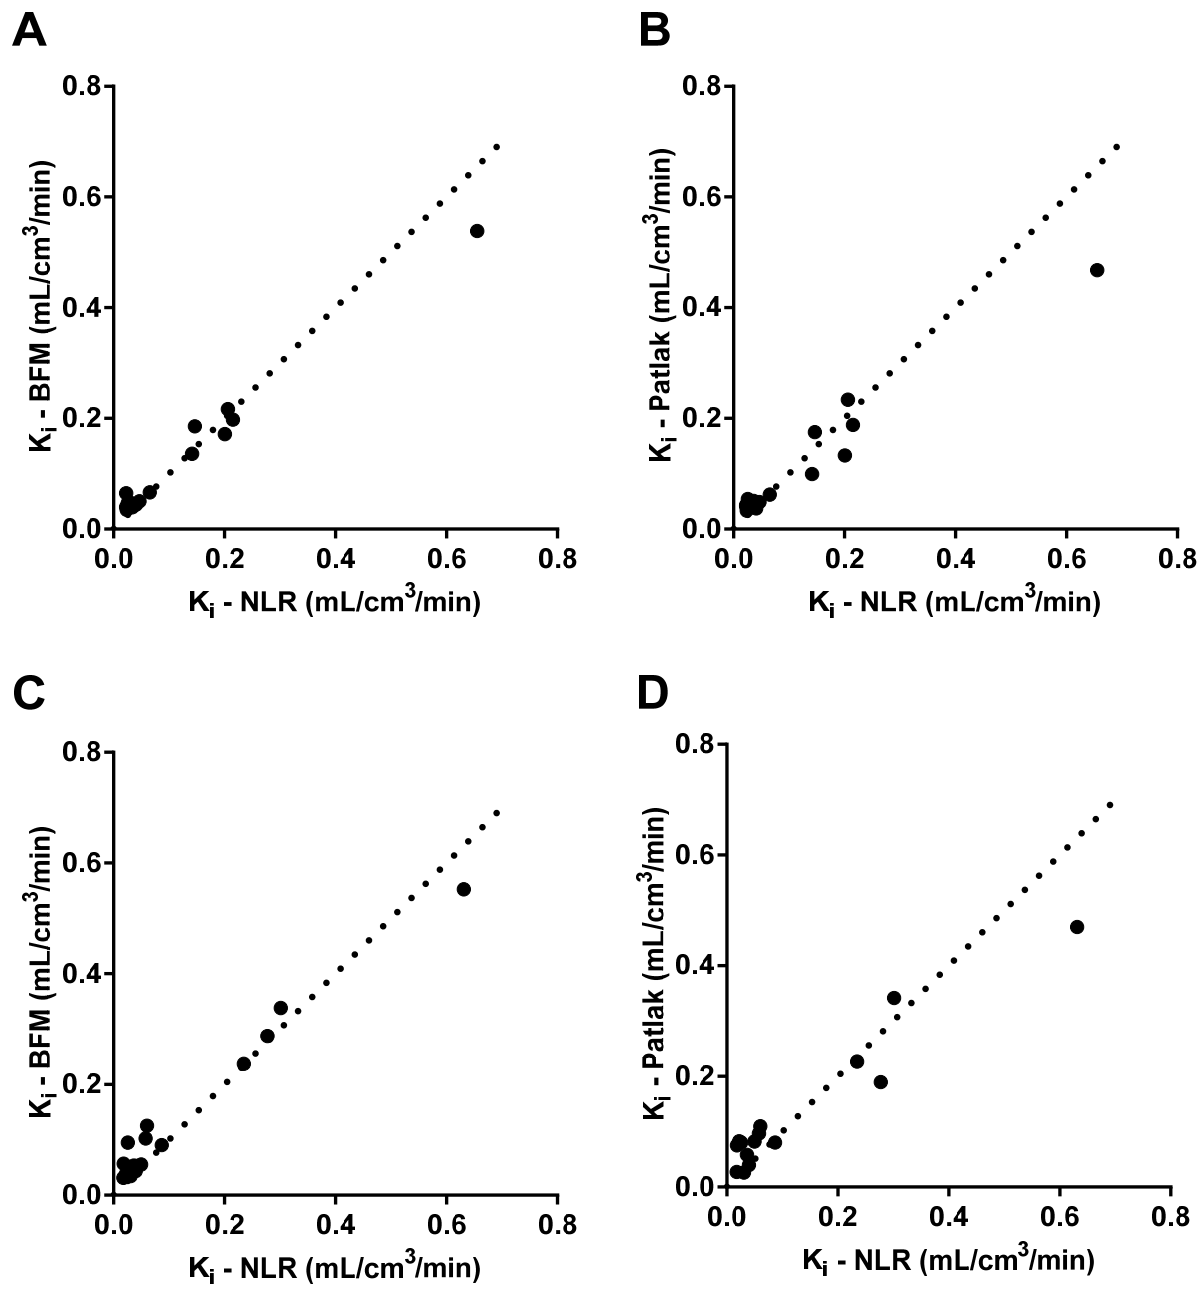 A
0.8
0.6
0.4
0.2
0.0
0.0 0.2 0.4 0.6 0.8
Kᵢ - BFM (mL/cm³/min)
Kᵢ - NLR (mL/cm³/min)
B
0.8
0.6
0.4
0.2
0.0
0.0 0.2 0.4 0.6 0.8
Kᵢ - Patlak (mL/cm³/min)
Kᵢ - NLR (mL/cm³/min)
C
0.8
0.6
0.4
0.2
0.0
0.0 0.2 0.4 0.6 0.8
Kᵢ - BFM (mL/cm³/min)
Kᵢ - NLR (mL/cm³/min)
D
0.8
0.6
0.4
0.2
0.0
0.0 0.2 0.4 0.6 0.8
Kᵢ - Patlak (mL/cm³/min)
Kᵢ - NLR (mL/cm³/min)